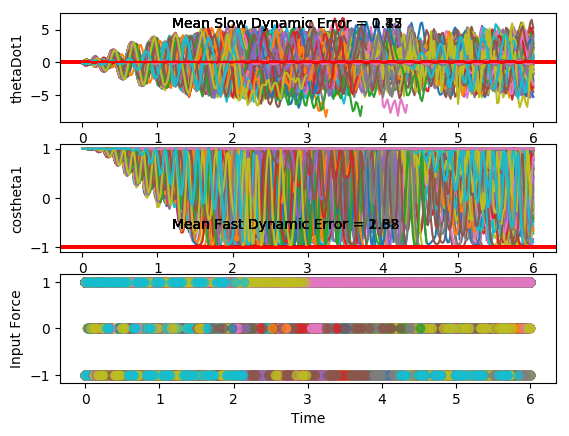 5
0
−5
thetaDot1
Mean Slow Dynamic Error =
0 1 2 3 4 5 6
1
0
−1
costheta1
Mean Fast Dynamic Error =
0 1 2 3 4 5 6
1
0
−1
Input Force
0 1 2 3 4 5 6
Time